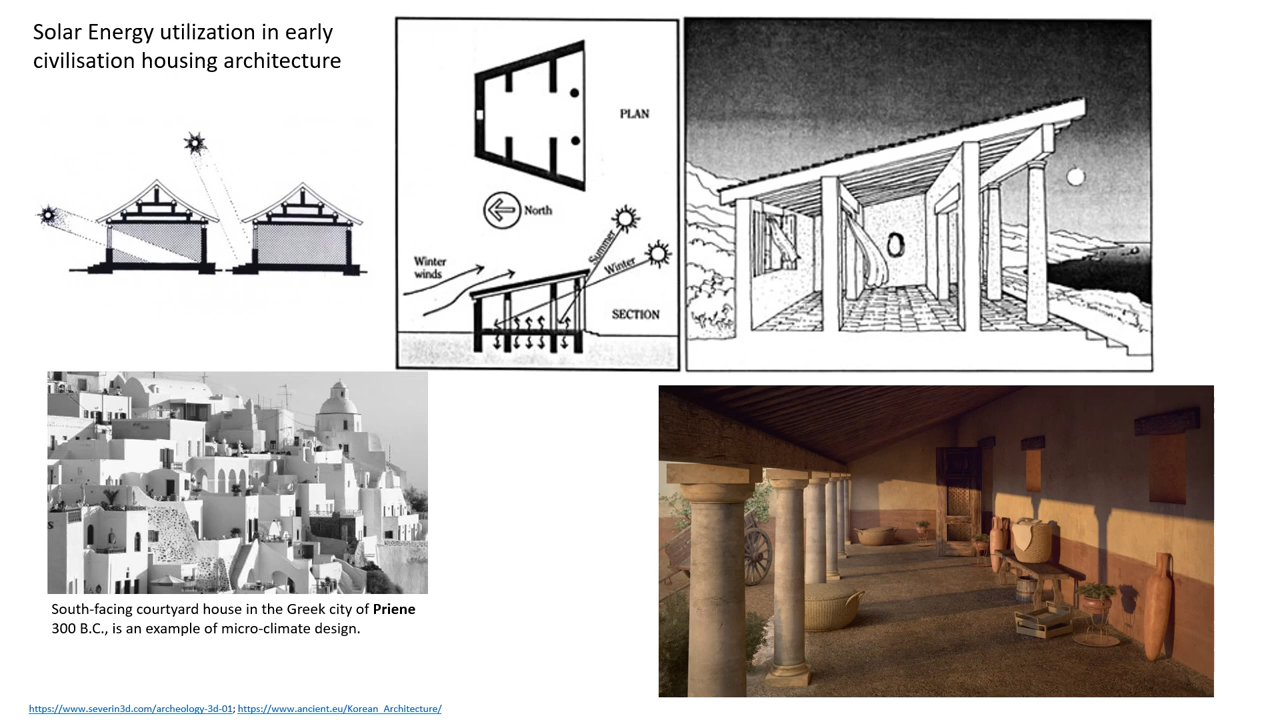 Solar Energy utilization in early
civilisation housing architecture
PLAN
North
Summer
Winter
Winter
winds
SECTION
South-facing courtyard house in the Greek city of Priene
300 B.C., is an example of micro-climate design.
https://www.severin3d.com/archeology-3d-01; https://www.ancient.eu/Korean_Architecture/